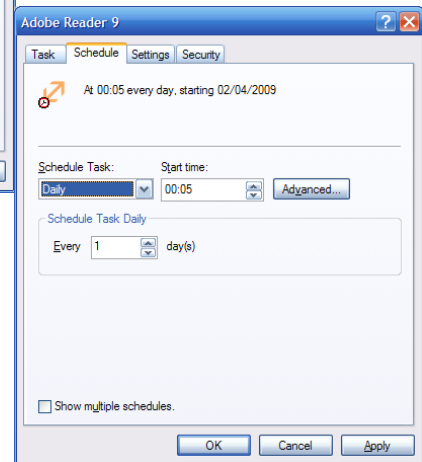 Adobe Reader 9
Task Schedule Settings Security
At 00:05 every day, starting 02/04/2009
Schedule Task: Start time:
Daily 00:05 Advanced...
Schedule Task Daily
Every 1 day(s)
Show multiple schedules.
OK Cancel Apply